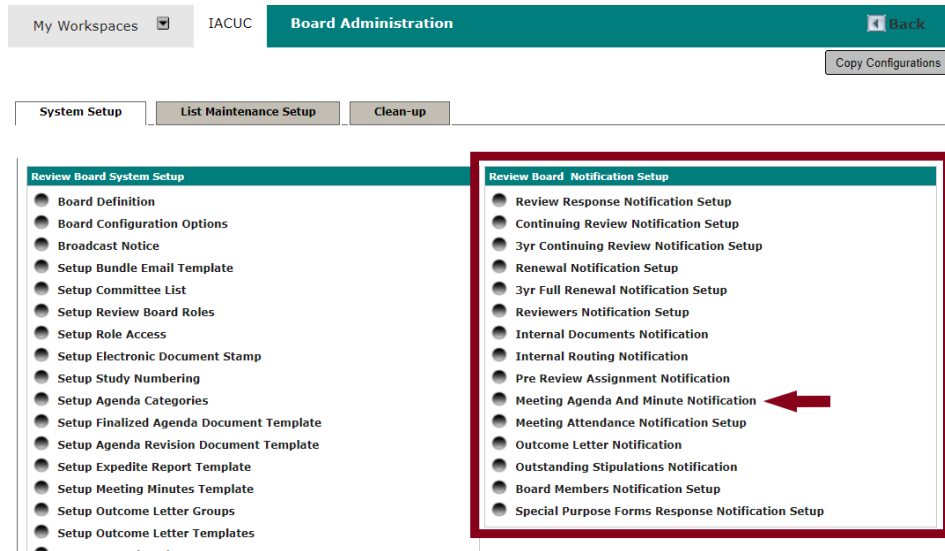 My Workspaces IACUC Board Administration Back
Copy Configurations
System Setup List Maintenance Setup Clean-up
Review Board System Setup
Board Definition
Board Configuration Options
Broadcast Notice
Setup Bundle Email Template
Setup Committee List
Setup Review Board Roles
Setup Role Access
Setup Electronic Document Stamp
Setup Study Numbering
Setup Agenda Categories
Setup Finalized Agenda Document Template
Setup Agenda Revision Document Template
Setup Expedite Report Template
Setup Meeting Minutes Template
Setup Outcome Letter Groups
Setup Outcome Letter Templates
Review Board Notification Setup
Review Response Notification Setup
Continuing Review Notification Setup
3yr Continuing Review Notification Setup
Renewal Notification Setup
3yr Full Renewal Notification Setup
Reviewers Notification Setup
Internal Documents Notification
Internal Routing Notification
Pre Review Assignment Notification
Meeting Agenda And Minute Notification
Meeting Attendance Notification Setup
Outcome Letter Notification
Outstanding Stipulations Notification
Board Members Notification Setup
Special Purpose Forms Response Notification Setup